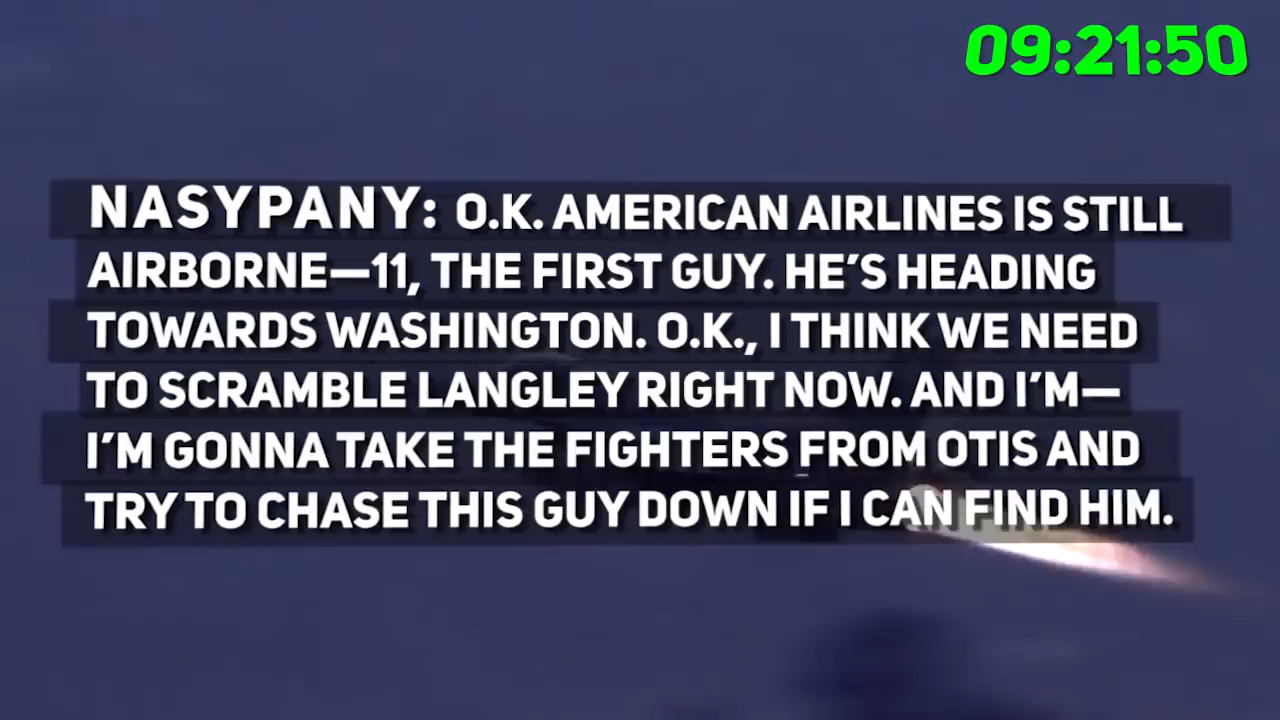 09:21:50
NASYPANY: O.K. AMERICAN AIRLINES IS STILL
AIRBORNE—11, THE FIRST GUY. HE'S HEADING
TOWARDS WASHINGTON. O.K., I THINK WE NEED
TO SCRAMBLE LANGLEY RIGHT NOW. AND I'M—
I'M GONNA TAKE THE FIGHTERS FROM OTIS AND
TRY TO CHASE THIS GUY DOWN IF I CAN FIND HIM.